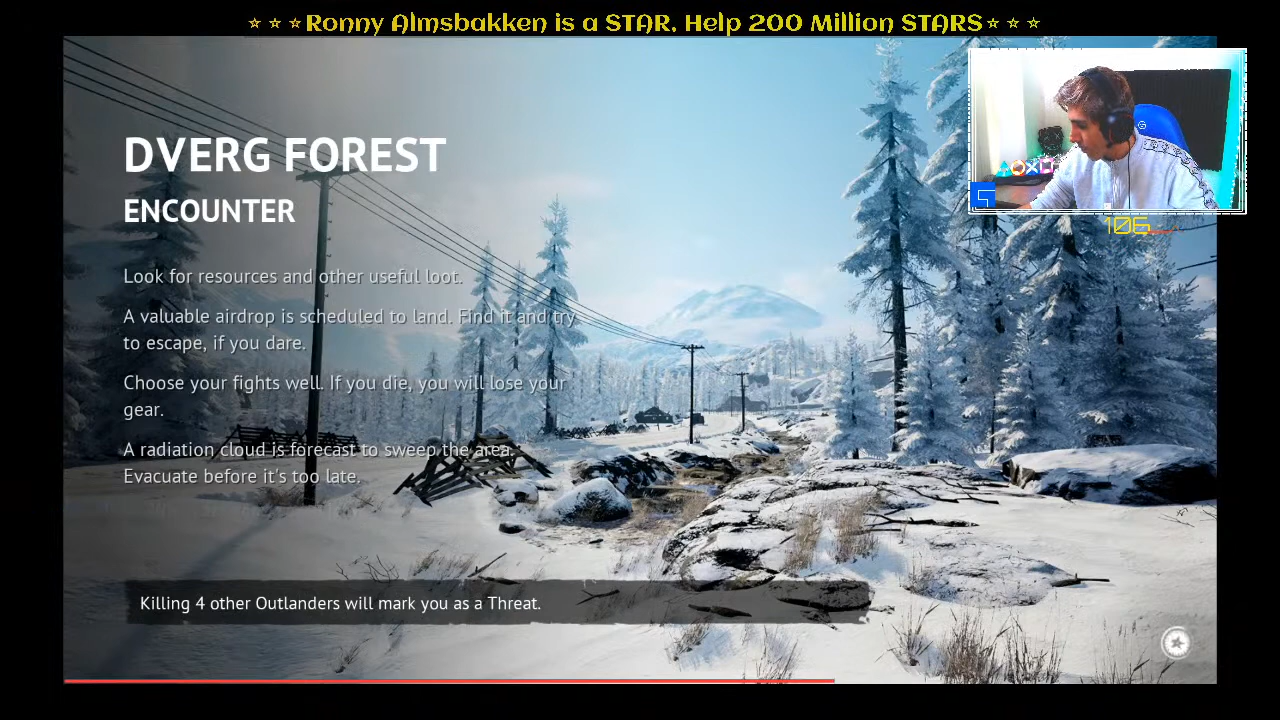 ⭐⭐⭐Ronny Almsbakken is a STAR. Help 200 Million STARS⭐⭐⭐
DVERG FOREST
ENCOUNTER
Look for resources and other useful loot.
A valuable airdrop is scheduled to land. Find it and try
to escape, if you dare.
Choose your fights well. If you die, you will lose your
gear.
A radiation cloud is forecast to sweep the area.
Evacuate before it's too late.
Killing 4 other Outlanders will mark you as a Threat.
106